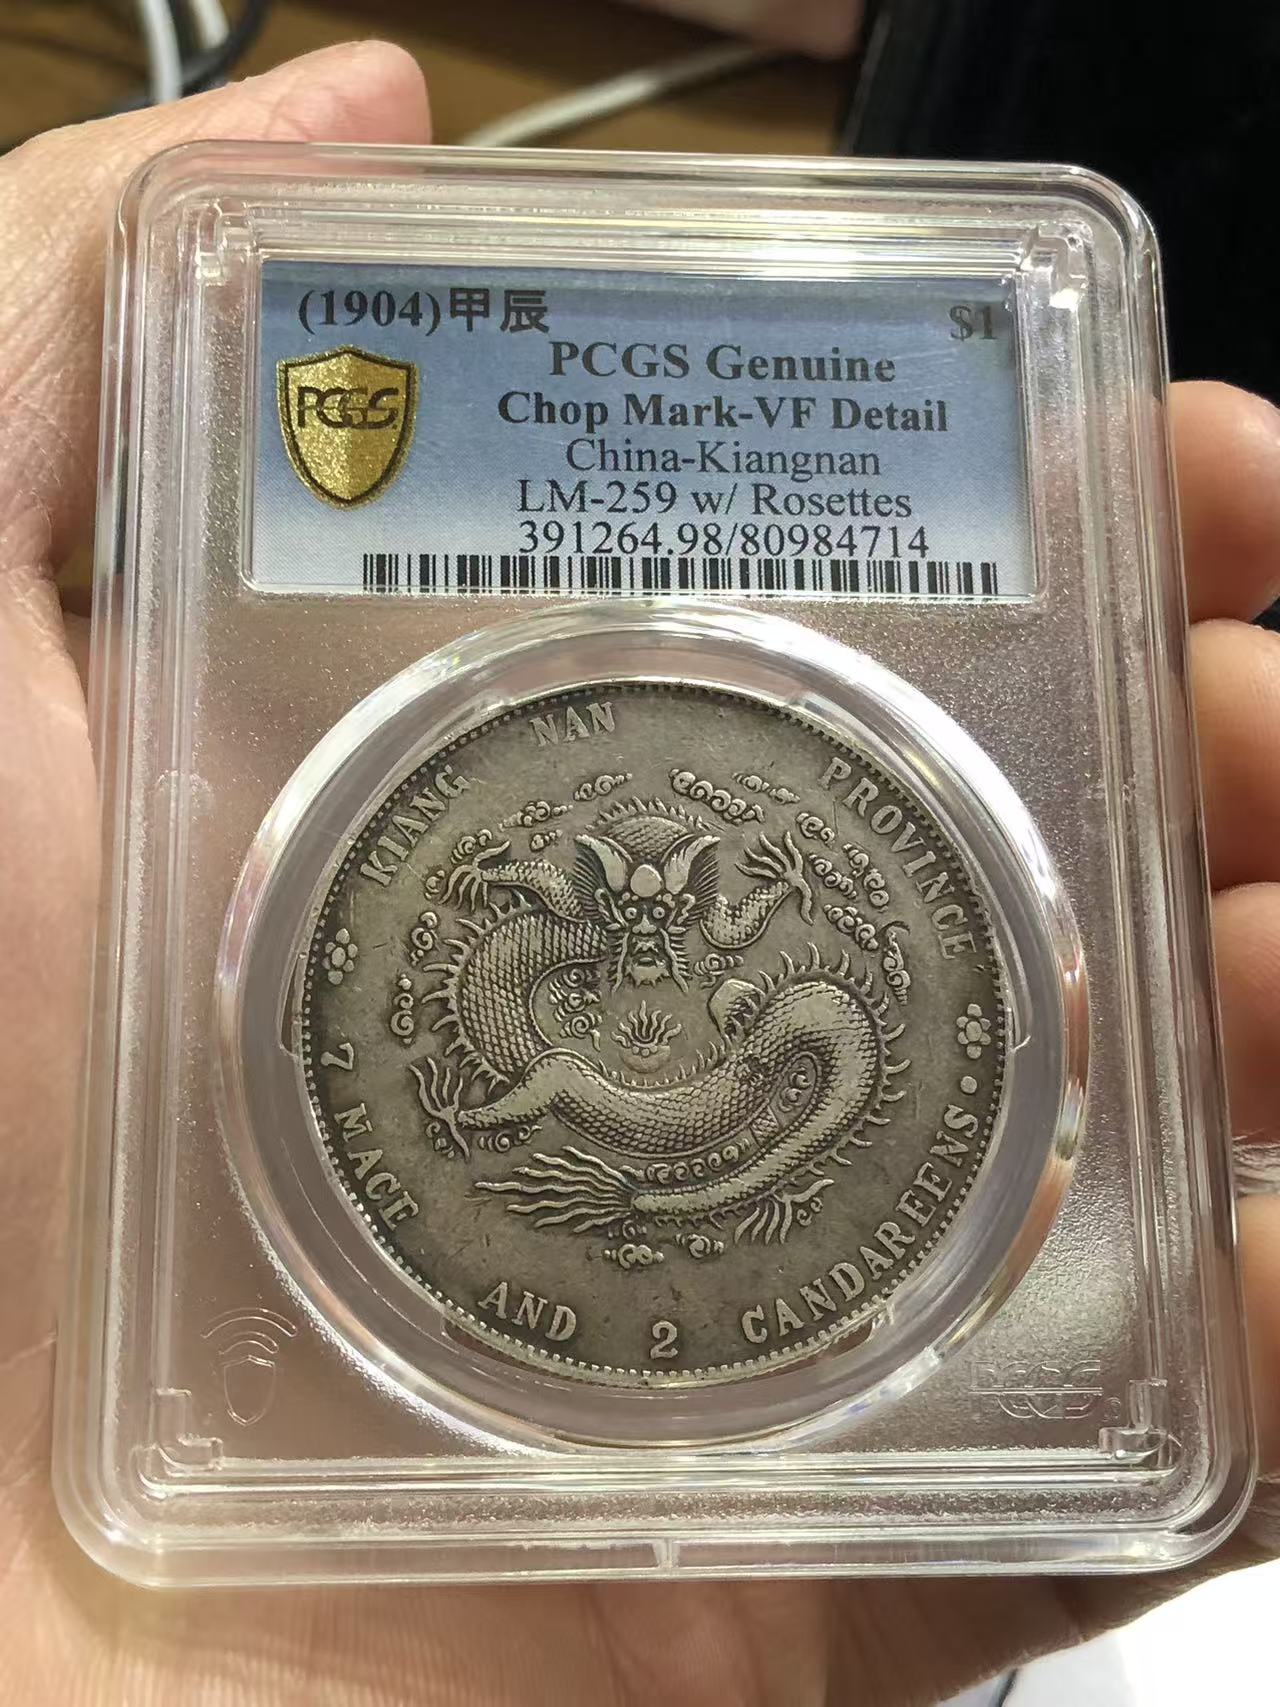 (1904)甲辰 $1
PCGS Genuine
PCGS
Chop Mark-VF Detail
China-Kiangnan
LM-259 w/ Rosettes
391264.98/80984714
KIANG NAN PROVINCE
7 MACE AND 2 CANDAREENS
PCGS